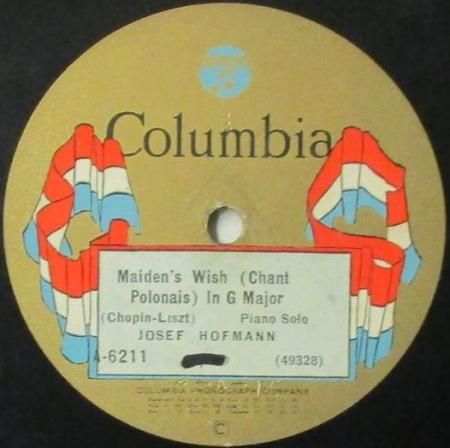 Columbia
Maiden's Wish (Chant
Polonais) In G Major
(Chopin-Liszt) Piano Solo
JOSEF HOFMANN
A-6211 (49328)
COLUMBIA PHONOGRAPH COMPANY
©